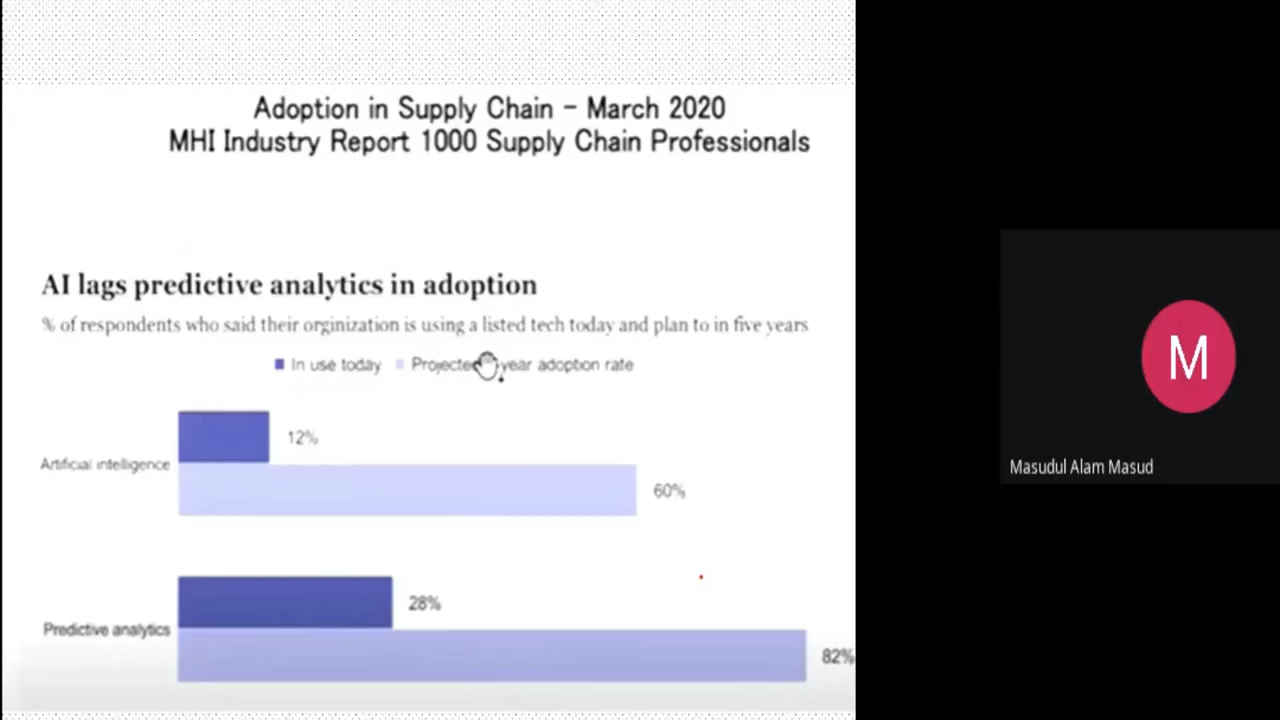 Adoption in Supply Chain - March 2020
MHI Industry Report 1000 Supply Chain Professionals
AI lags predictive analytics in adoption
% of respondents who said their orginization is using a listed tech today and plan to in five years
In use today Projected year adoption rate
12%
Artificial intelligence
60%
28%
Predictive analytics
82%
M
Masudul Alam Masud